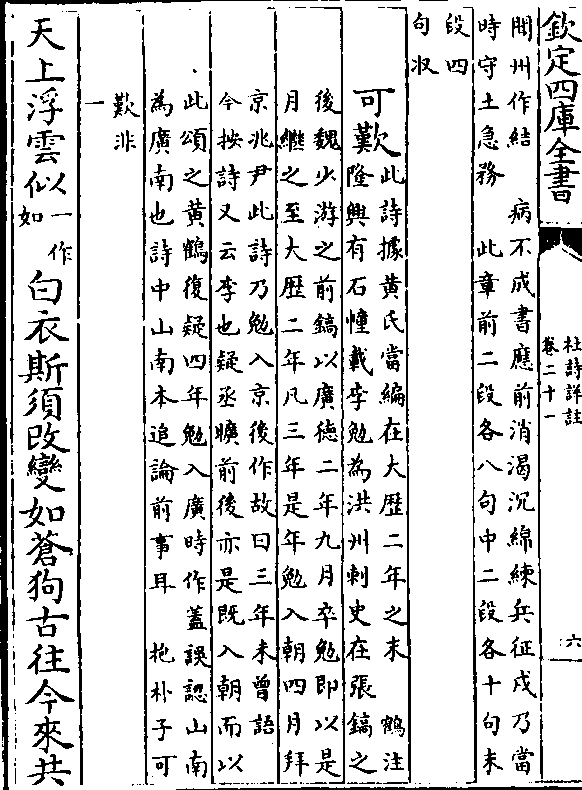 欽定四庫全書
杜詩詳註
卷二十一
六
閬州作結　病不成書應前消渴沉綿練兵征戍乃當
時守土急務　此章前二段各八句中二段各十句末
段四
句收
可歎此詩據黃氏當編在大歷二年之末　鶴注
隆興有石幢載李勉為洪州刺史在張鎬之
後魏少游之前鎬以廣德二年九月卒勉即以是
月繼之至大歷二年凡三年是年勉入朝四月拜
京兆尹此詩乃勉入京後作故曰三年未曾語
今按詩又云李也疑丞曠前後亦是既入朝而以
此頌之黃鶴復疑四年勉入廣時作蓋誤認山南
為廣南也詩中山南本追論前事耳　抱朴子可
歎非
一
天上浮雲似一作
如以白衣斯須改變如蒼狗古往今來共